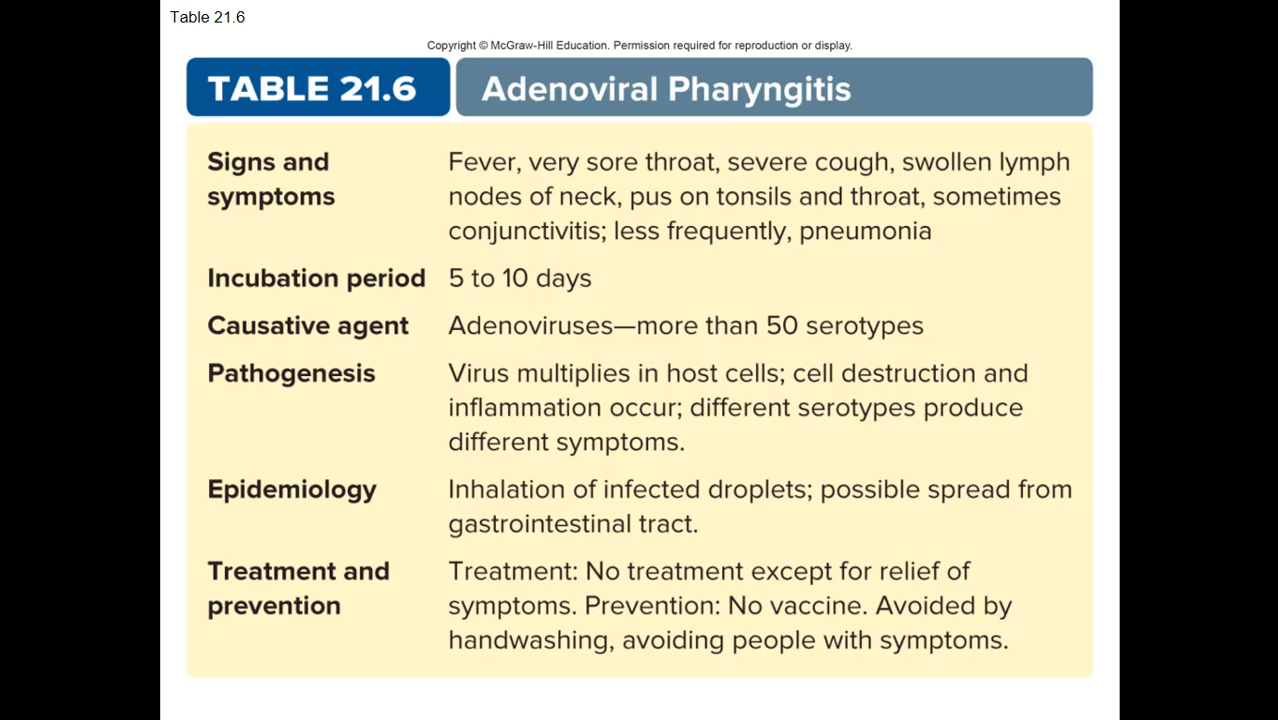 Table 21.6
Copyright © McGraw-Hill Education. Permission required for reproduction or display.
TABLE 21.6 Adenoviral Pharyngitis
Signs and symptoms
Fever, very sore throat, severe cough, swollen lymph
nodes of neck, pus on tonsils and throat, sometimes
conjunctivitis; less frequently, pneumonia
Incubation period 5 to 10 days
Causative agent Adenoviruses—more than 50 serotypes
Pathogenesis Virus multiplies in host cells; cell destruction and
inflammation occur; different serotypes produce
different symptoms.
Epidemiology Inhalation of infected droplets; possible spread from
gastrointestinal tract.
Treatment and prevention
Treatment: No treatment except for relief of
symptoms. Prevention: No vaccine. Avoided by
handwashing, avoiding people with symptoms.